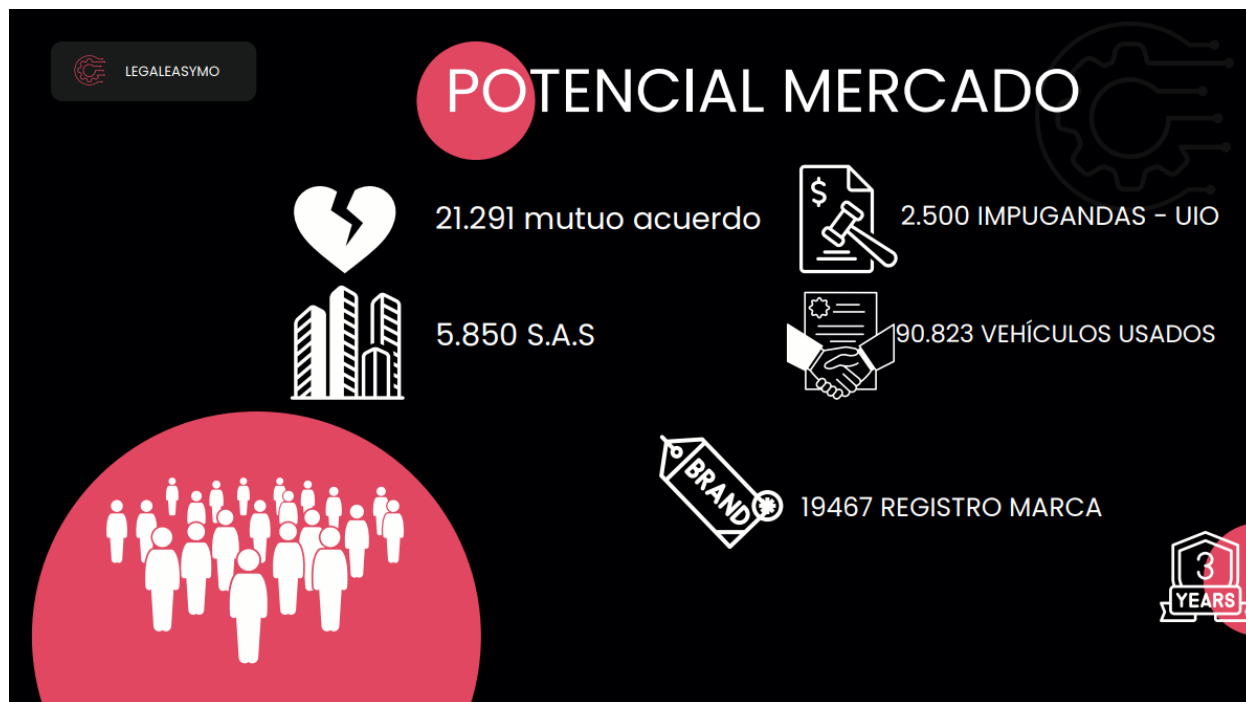 LEGALEASYMO
POTENCIAL MERCADO
21.291 mutuo acuerdo
$
2.500 IMPUGANDAS - UIO
5.850 S.A.S
90.823 VEHÍCULOS USADOS
BRAND
19467 REGISTRO MARCA
3
YEARS